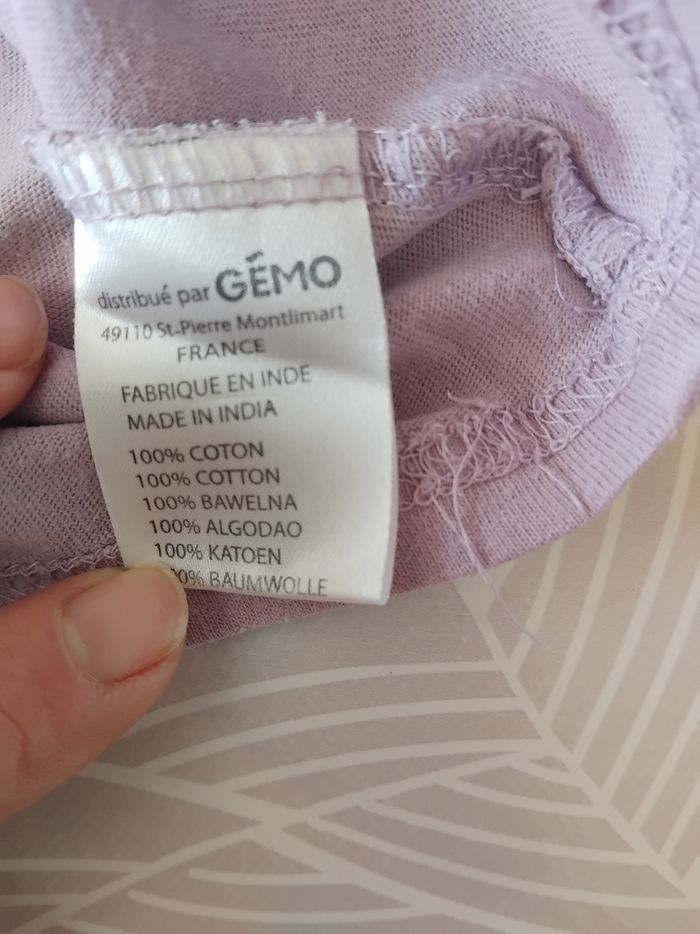 distribué par GÉMO
49110 St-Pierre Montlimart
FRANCE
FABRIQUE EN INDE
MADE IN INDIA
100% COTON
100% COTTON
100% BAWELNA
100% ALGODAO
100% KATOEN
00% BAUMWOLLE